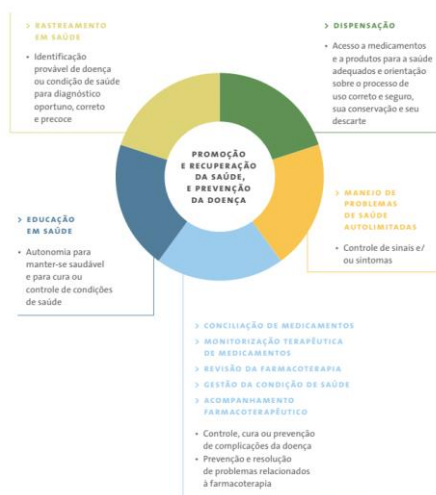 > RASTREAMENTO
EM SAÚDE
• Identificação
provável de doença
ou condição de saúde
para diagnóstico
oportuno, correto
e precoce
> DISPENSAÇÃO
• Acesso a medicamentos
e a produtos para a saúde
adequados e orientação
sobre o processo de
uso correto e seguro,
sua conservação e seu
descarte
PROMOÇÃO
E RECUPERAÇÃO
DA SAÚDE,
E PREVENÇÃO
DA DOENÇA
> EDUCAÇÃO
EM SAÚDE
• Autonomia para
manter-se saudável
e para cura ou
controle de condições
de saúde
> MANEJO DE
PROBLEMAS
DE SAÚDE
AUTOLIMITADAS
• Controle de sinais e/
ou sintomas
> CONCILIAÇÃO DE MEDICAMENTOS
> MONITORIZAÇÃO TERAPÊUTICA
DE MEDICAMENTOS
> REVISÃO DA FARMACOTERAPIA
> GESTÃO DA CONDIÇÃO DE SAÚDE
> ACOMPANHAMENTO
FARMACOTERAPÊUTICO
• Controle, cura ou prevenção
de complicações da doença
• Prevenção e resolução
de problemas relacionados
à farmacoterapia